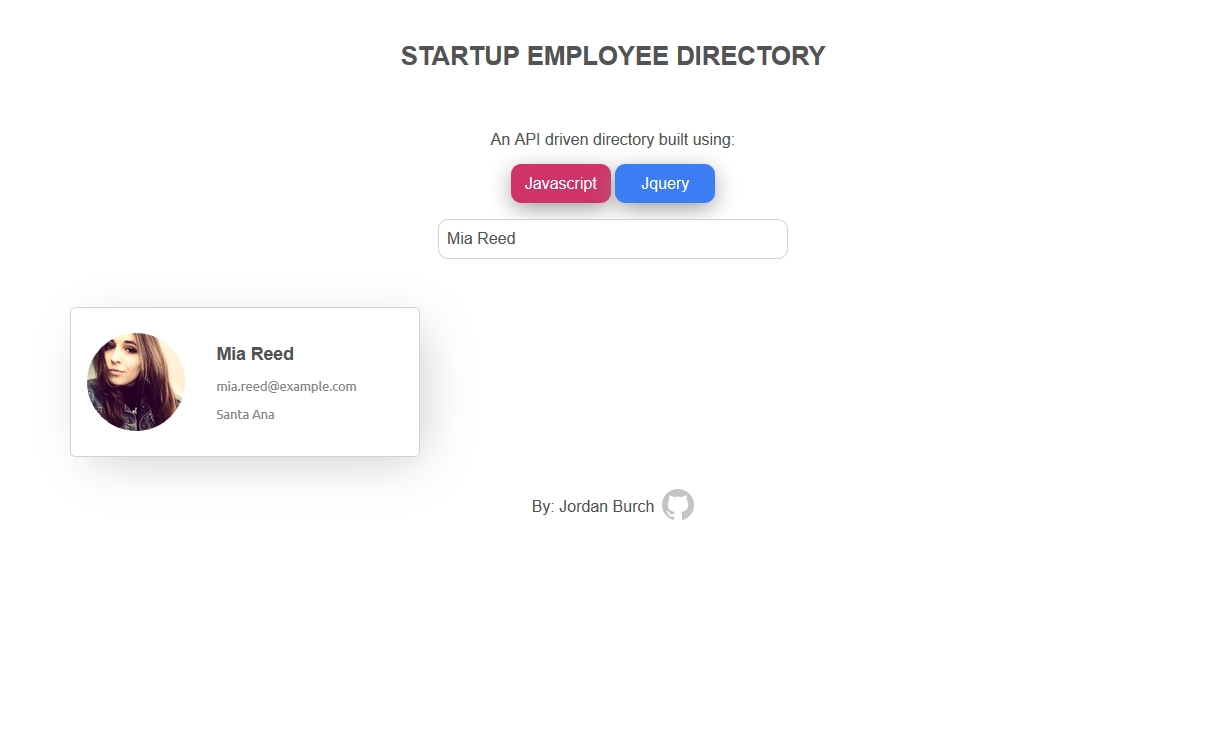 STARTUP EMPLOYEE DIRECTORY
An API driven directory built using:
Javascript Jquery
Mia Reed
Mia Reed
mia.reed@example.com
Santa Ana
By: Jordan Burch